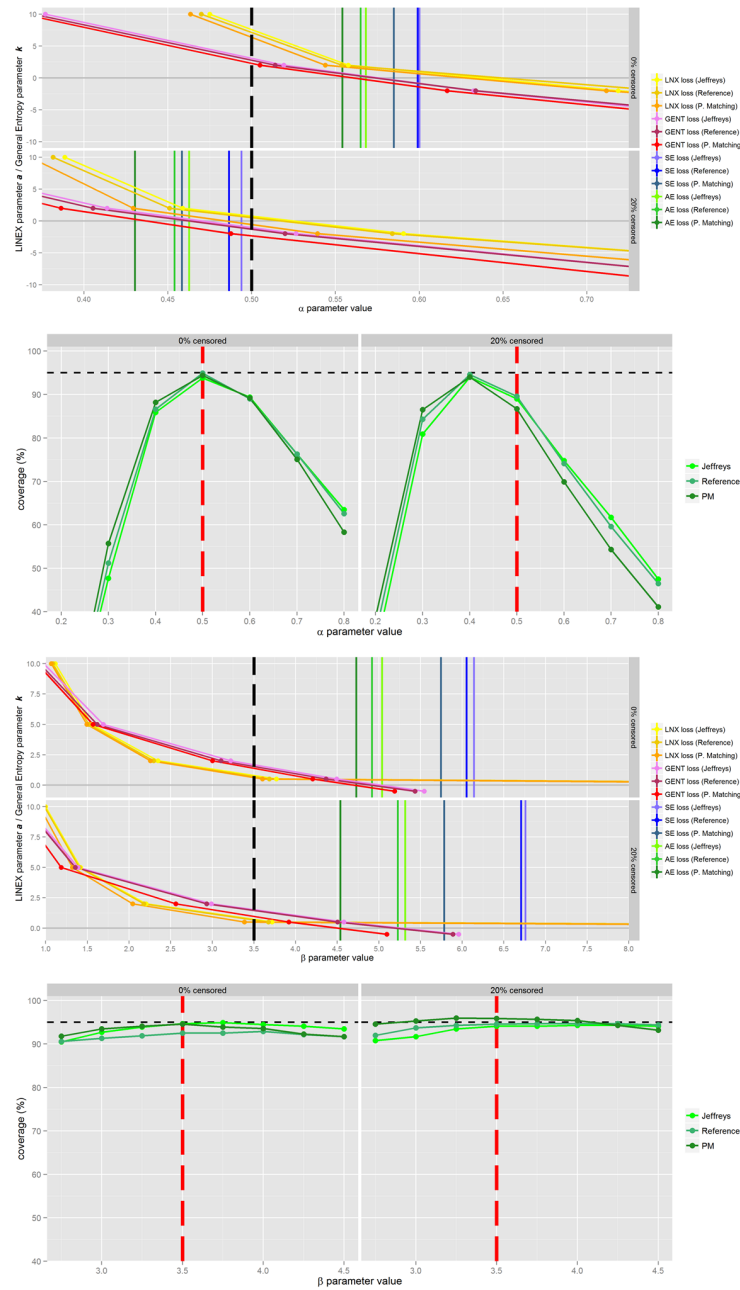 LINEX parameter a / General Entropy parameter k
10
5
0
-5
-10
0% censored
10
5
0
-5
-10
20% censored
0.40
0.45
0.50
0.55
0.60
0.65
0.70
α parameter value
LNX loss (Jeffreys)
LNX loss (Reference)
LNX loss (P. Matching)
GENT loss (Jeffreys)
GENT loss (Reference)
GENT loss (P. Matching
SE loss (Jeffreys)
SE loss (Reference)
SE loss (P. Matching)
AE loss (Jeffreys)
AE loss (Reference)
AE loss (P. Matching)
0% censored
20% censored
coverage (%)
100
90
80
70
60
50
40
0.2
0.3
0.4
0.5
0.6
0.7
0.8
0.2
0.3
0.4
0.5
0.6
0.7
0.8
α parameter value
Jeffreys
Reference
PM
LINEX parameter a / General Entropy parameter k
10.0
7.5
5.0
2.5
0.0
0% censored
10.0
7.5
5.0
2.5
0.0
20% censored
1.0
1.5
2.0
2.5
3.0
3.5
4.0
4.5
5.0
5.5
6.0
6.5
7.0
7.5
8.0
β parameter value
LNX loss (Jeffreys)
LNX loss (Reference)
LNX loss (P. Matching)
GENT loss (Jeffreys)
GENT loss (Reference)
GENT loss (P. Matching
SE loss (Jeffreys)
SE loss (Reference)
SE loss (P. Matching)
AE loss (Jeffreys)
AE loss (Reference)
AE loss (P. Matching)
0% censored
20% censored
coverage (%)
100
90
80
70
60
50
40
3.0
3.5
4.0
4.5
3.0
3.5
4.0
4.5
β parameter value
Jeffreys
Reference
PM